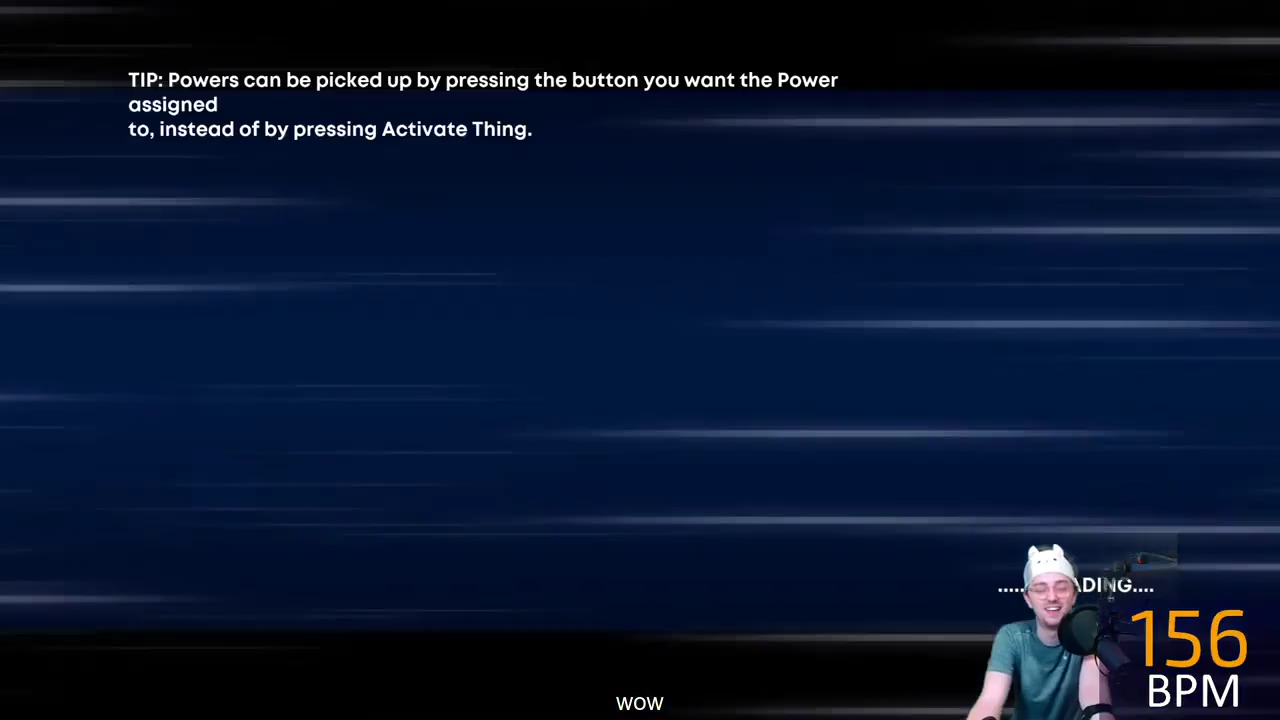 TIP: Powers can be picked up by pressing the button you want the Power
assigned
to, instead of by pressing Activate Thing.
.....ADING....
156
BPM
WOW